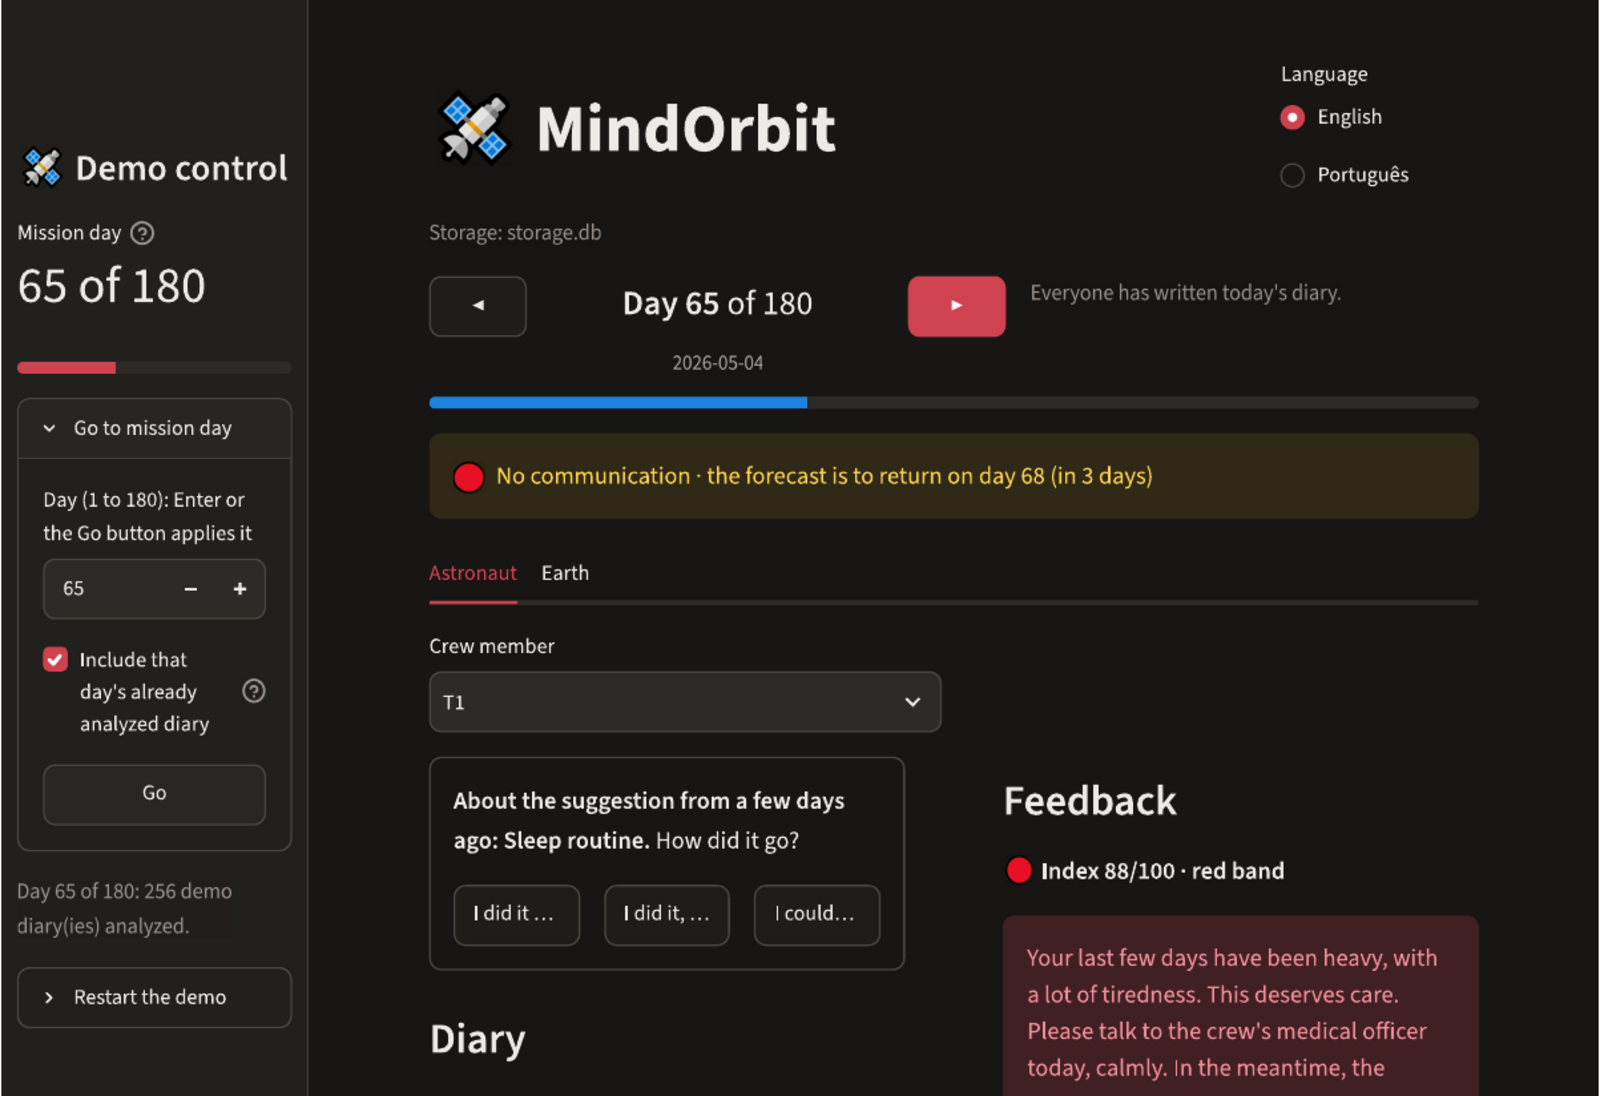 Demo control
Mission day
65 of 180
Go to mission day
Day (1 to 180): Enter or
the Go button applies it
65
Include that
day's already
analyzed diary
Go
Day 65 of 180: 256 demo
diary(ies) analyzed.
Restart the demo
Language
English
Português
MindOrbit
Storage: storage.db
Day 65 of 180
Everyone has written today's diary.
2026-05-04
No communication · the forecast is to return on day 68 (in 3 days)
Astronaut Earth
Crew member
T1
About the suggestion from a few days
ago: Sleep routine. How did it go?
I did it ... I did it, ... I could...
Diary
Feedback
Index 88/100 · red band
Your last few days have been heavy, with
a lot of tiredness. This deserves care.
Please talk to the crew's medical officer
today, calmly. In the meantime, the